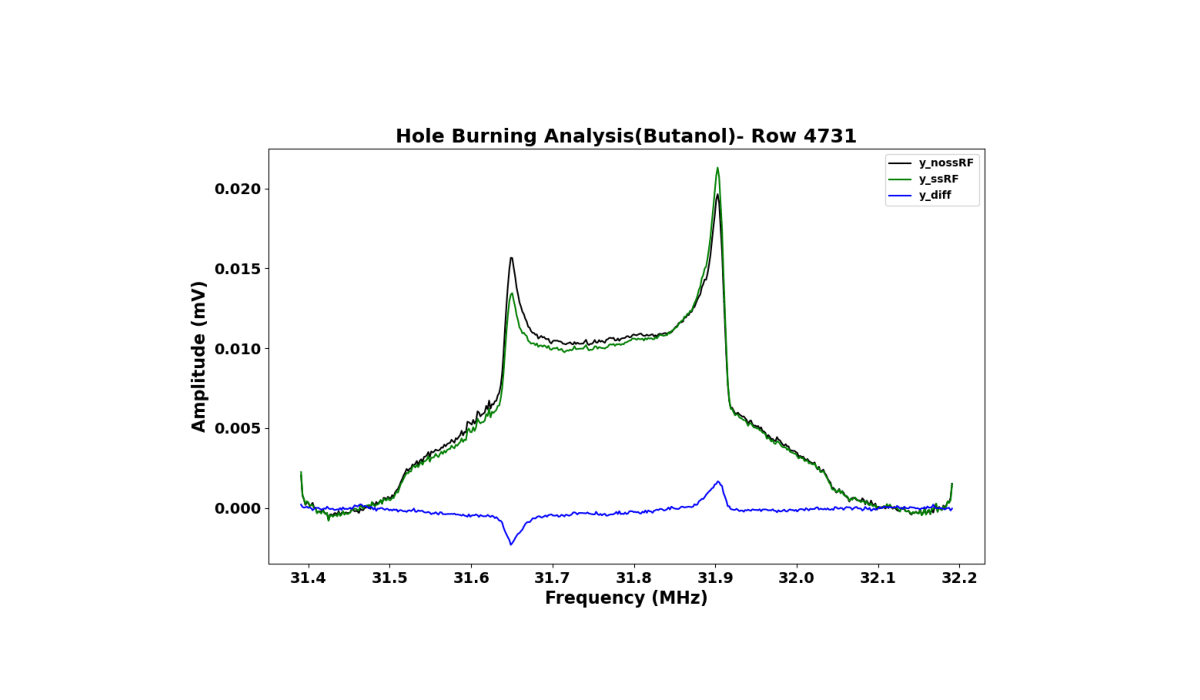 Hole Burning Analysis(Butanol)- Row 4731
y_nossRF
y_ssRF
y_diff
0.020
0.015
0.010
0.005
0.000
Amplitude (mV)
31.4 31.5 31.6 31.7 31.8 31.9 32.0 32.1 32.2
Frequency (MHz)